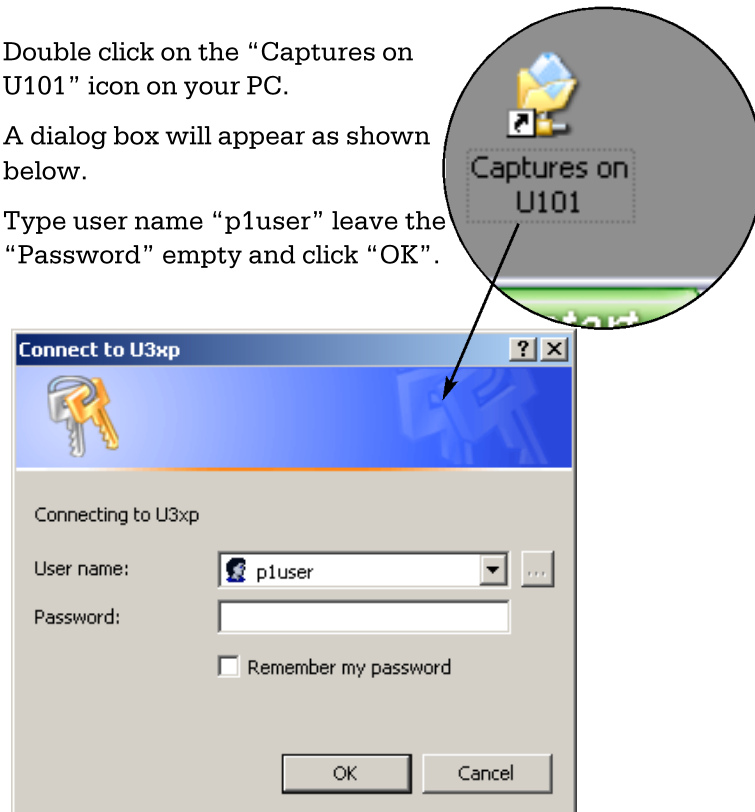 Double click on the “Captures on
U101” icon on your PC.
A dialog box will appear as shown
below.
Type user name “p1user” leave the
“Password” empty and click “OK”.
Captures on
U101
start
Connect to U3xp
Connecting to U3xp
User name:
p1user
...
Password:
Remember my password
OK
Cancel